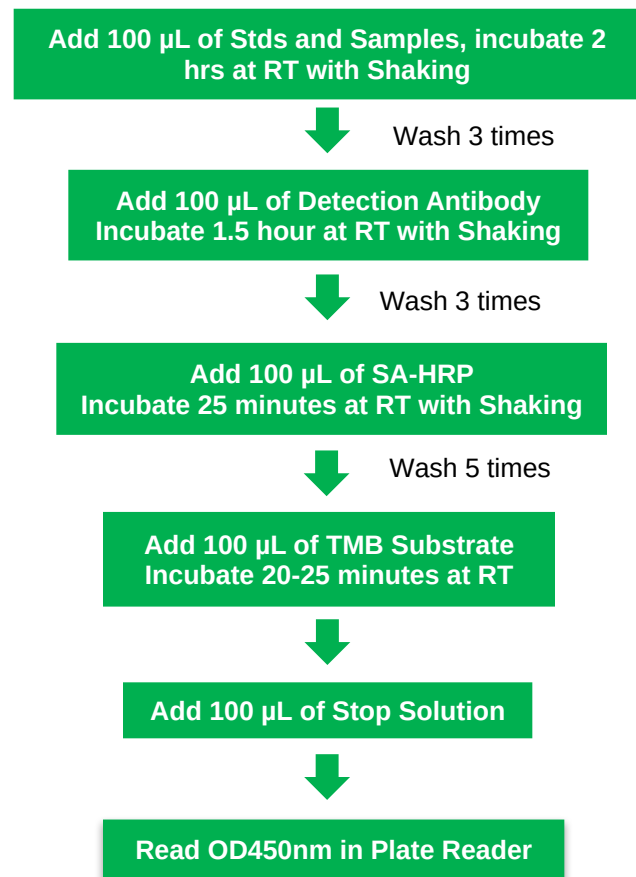 Add 100 µL of Stds and Samples, incubate 2
hrs at RT with Shaking
Wash 3 times
Add 100 µL of Detection Antibody
Incubate 1.5 hour at RT with Shaking
Wash 3 times
Add 100 µL of SA-HRP
Incubate 25 minutes at RT with Shaking
Wash 5 times
Add 100 µL of TMB Substrate
Incubate 20-25 minutes at RT
Add 100 µL of Stop Solution
Read OD450nm in Plate Reader